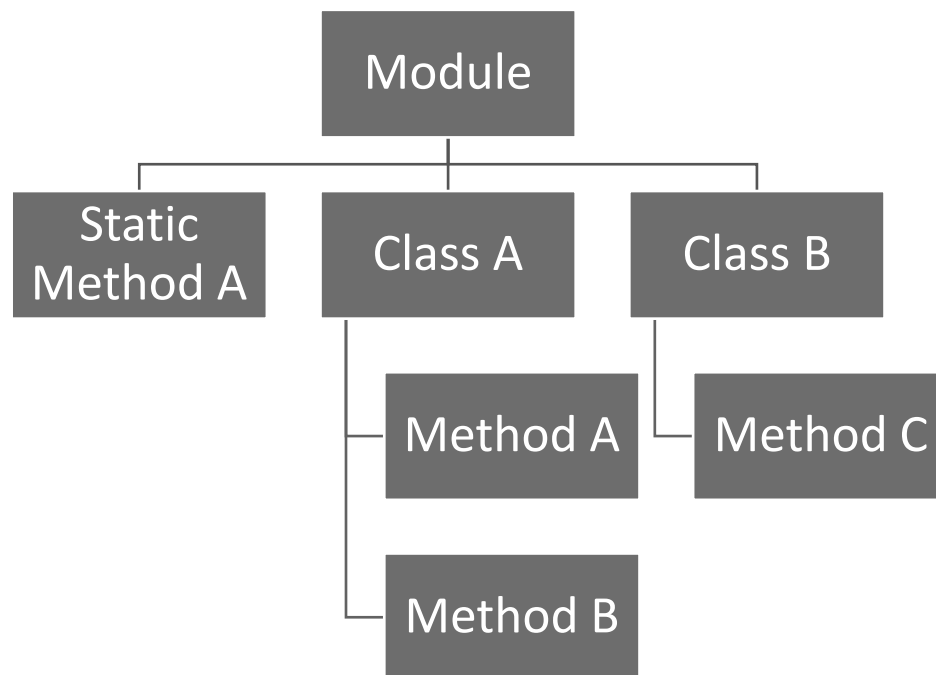 Module
Static
Method A
Class A
Class B
Method A
Method C
Method B